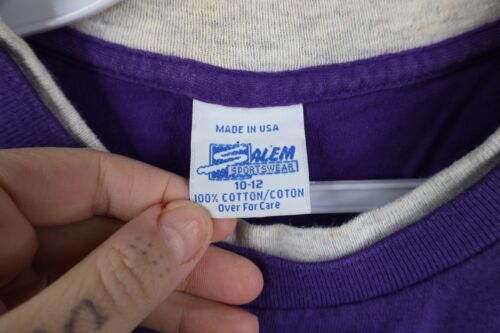 MADE IN USA
SALEM
SPORTSWEAR
10-12
100% COTTON/COTON
Over For Care